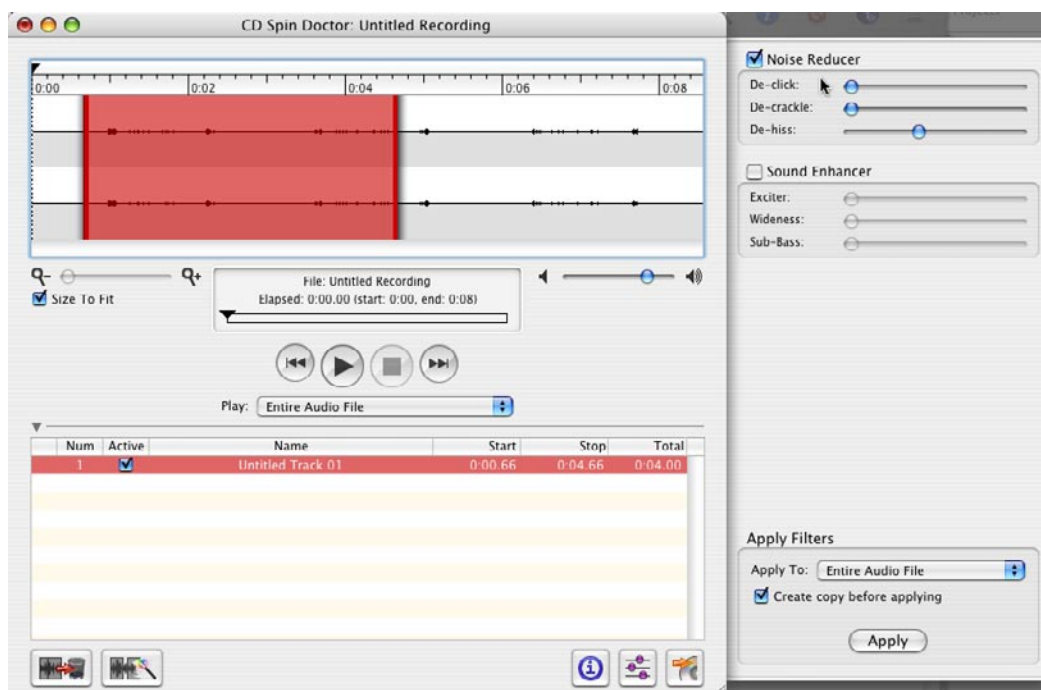 CD Spin Doctor: Untitled Recording
0:00 0:02 0:04 0:06 0:08
Size To Fit
File: Untitled Recording
Elapsed: 0:00.00 (start: 0:00, end: 0:08)
Play: Entire Audio File
Num Active Name Start Stop Total
1 Untitled Track 01 0:00.66 0:04.66 0:04.00
Noise Reducer
De-click:
De-crackle:
De-hiss:
Sound Enhancer
Exciter:
Wideness:
Sub-Bass:
Apply Filters
Apply To: Entire Audio File
Create copy before applying
Apply